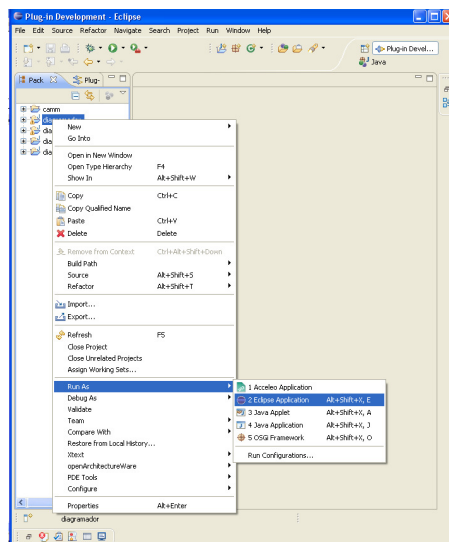 Plug-in Development - Eclipse
File Edit Source Refactor Navigate Search Project Run Window Help
Plug-in Devel...
Java
Pack Plug-
camm
New
Go Into
Open in New Window
Open Type Hierarchy F4
Show In Alt+Shift+W
Copy Ctrl+C
Copy Qualified Name
Paste Ctrl+V
Delete Delete
Remove from Context Ctrl+Alt+Shift+Down
Build Path
Source Alt+Shift+S
Refactor Alt+Shift+T
Import...
Export...
Refresh F5
Close Project
Close Unrelated Projects
Assign Working Sets...
Run As
Debug As
Validate
Team
Compare With
Restore from Local History...
Xtext
openArchitectureWare
PDE Tools
Configure
Properties Alt+Enter
1 Acceleo Application
2 Eclipse Application Alt+Shift+X, E
3 Java Applet Alt+Shift+X, A
4 Java Application Alt+Shift+X, J
5 OSGi Framework Alt+Shift+X, O
Run Configurations...
diagramador